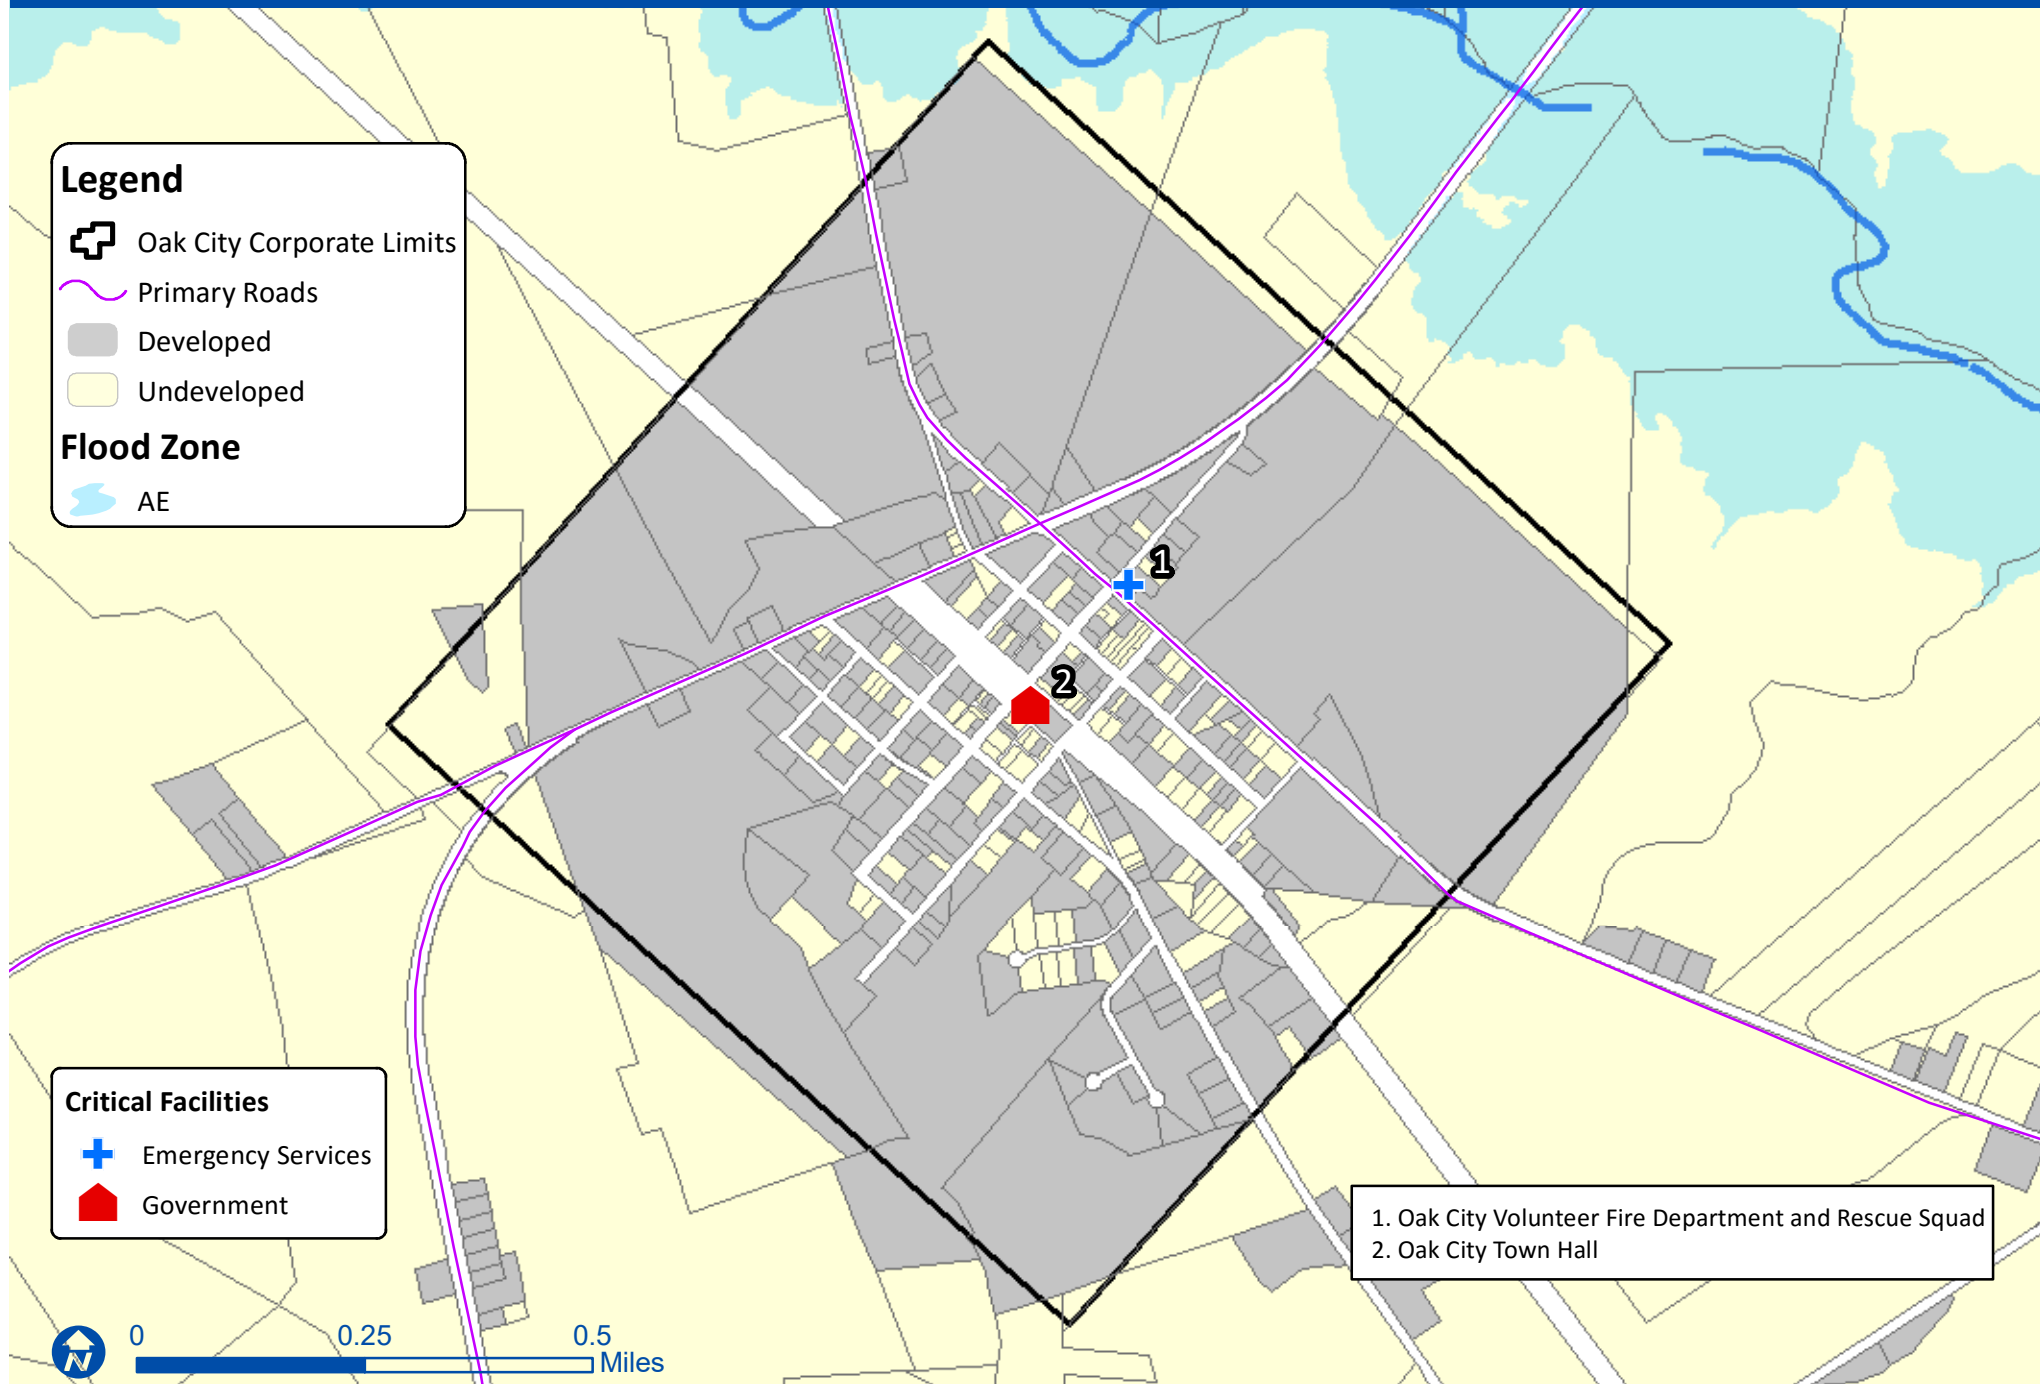 Legend
Oak City Corporate Limits
Primary Roads
Developed
Undeveloped
Flood Zone
AE
1
2
Critical Facilities
Emergency Services
Government
1. Oak City Volunteer Fire Department and Rescue Squad
2. Oak City Town Hall
N
0 0.25 0.5
Miles